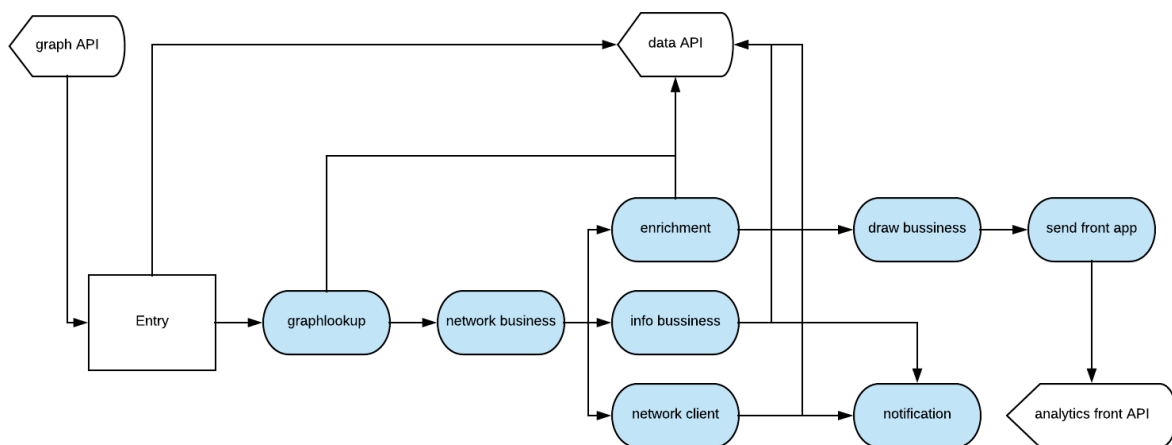 graph API
data API
enrichment
draw bussiness
send front app
Entry
graphlookup
network business
info bussiness
network client
notification
analytics front API